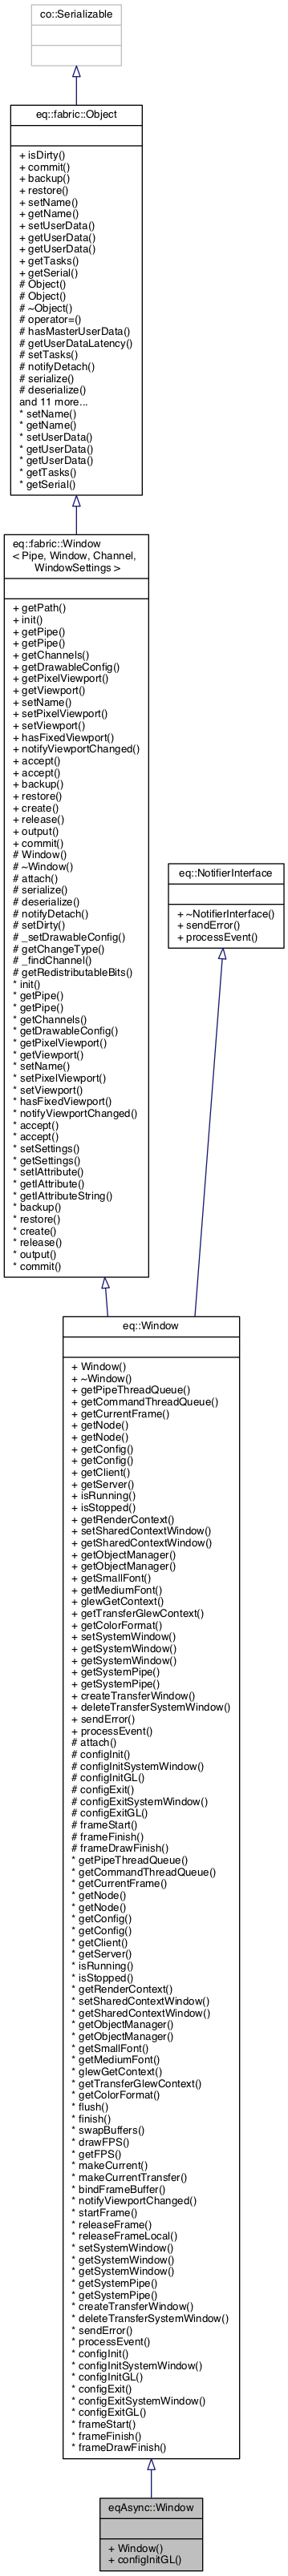 co::Serializable
eq::fabric::Object
+ isDirty()
+ commit()
+ backup()
+ restore()
+ setName()
+ getName()
+ setUserData()
+ getUserData()
+ getUserData()
+ getTasks()
+ getSerial()
# Object()
# Object()
# ~Object()
# operator=()
# hasMasterUserData()
# getUserDataLatency()
# setTasks()
# notifyDetach()
# serialize()
# deserialize()
and 11 more...
* setName()
* getName()
* setUserData()
* getUserData()
* getUserData()
* getTasks()
* getSerial()
eq::fabric::Window
< Pipe, Window, Channel,
WindowSettings >
+ getPath()
+ init()
+ getPipe()
+ getPipe()
+ getChannels()
+ getDrawableConfig()
+ getPixelViewport()
+ getViewport()
+ setName()
+ setPixelViewport()
+ setViewport()
+ hasFixedViewport()
+ notifyViewportChanged()
+ accept()
+ accept()
+ backup()
+ restore()
+ create()
+ release()
+ output()
+ commit()
# Window()
# ~Window()
# attach()
# serialize()
# deserialize()
# notifyDetach()
# setDirty()
# _setDrawableConfig()
# getChangeType()
# _findChannel()
# getRedistributableBits()
* init()
* getPipe()
* getPipe()
* getChannels()
* getDrawableConfig()
* getPixelViewport()
* getViewport()
* setName()
* setPixelViewport()
* setViewport()
* hasFixedViewport()
* notifyViewportChanged()
* accept()
* accept()
* setSettings()
* getSettings()
* setIAttribute()
* getIAttribute()
* getIAttributeString()
* backup()
* restore()
* create()
* release()
* output()
* commit()
eq::NotifierInterface
+ ~NotifierInterface()
+ sendError()
+ processEvent()
eq::Window
+ Window()
+ ~Window()
+ getPipeThreadQueue()
+ getCommandThreadQueue()
+ getCurrentFrame()
+ getNode()
+ getNode()
+ getConfig()
+ getConfig()
+ getClient()
+ getServer()
+ isRunning()
+ isStopped()
+ getRenderContext()
+ setSharedContextWindow()
+ getSharedContextWindow()
+ getObjectManager()
+ getObjectManager()
+ getSmallFont()
+ getMediumFont()
+ glewGetContext()
+ getTransferGlewContext()
+ getColorFormat()
+ setSystemWindow()
+ getSystemWindow()
+ getSystemWindow()
+ getSystemPipe()
+ getSystemPipe()
+ createTransferWindow()
+ deleteTransferSystemWindow()
+ sendError()
+ processEvent()
# attach()
# configInit()
# configInitSystemWindow()
# configInitGL()
# configExit()
# configExitSystemWindow()
# configExitGL()
# frameStart()
# frameFinish()
# frameDrawFinish()
* getPipeThreadQueue()
* getCommandThreadQueue()
* getCurrentFrame()
* getNode()
* getNode()
* getConfig()
* getConfig()
* getClient()
* getServer()
* isRunning()
* isStopped()
* getRenderContext()
* setSharedContextWindow()
* getSharedContextWindow()
* getObjectManager()
* getObjectManager()
* getSmallFont()
* getMediumFont()
* glewGetContext()
* getTransferGlewContext()
* getColorFormat()
* flush()
* finish()
* swapBuffers()
* drawFPS()
* getFPS()
* makeCurrent()
* makeCurrentTransfer()
* bindFrameBuffer()
* notifyViewportChanged()
* startFrame()
* releaseFrame()
* releaseFrameLocal()
* setSystemWindow()
* getSystemWindow()
* getSystemWindow()
* getSystemPipe()
* getSystemPipe()
* createTransferWindow()
* deleteTransferSystemWindow()
* sendError()
* processEvent()
* configInit()
* configInitSystemWindow()
* configInitGL()
* configExit()
* configExitSystemWindow()
* configExitGL()
* frameStart()
* frameFinish()
* frameDrawFinish()
eqAsync::Window
+ Window()
+ configInitGL()